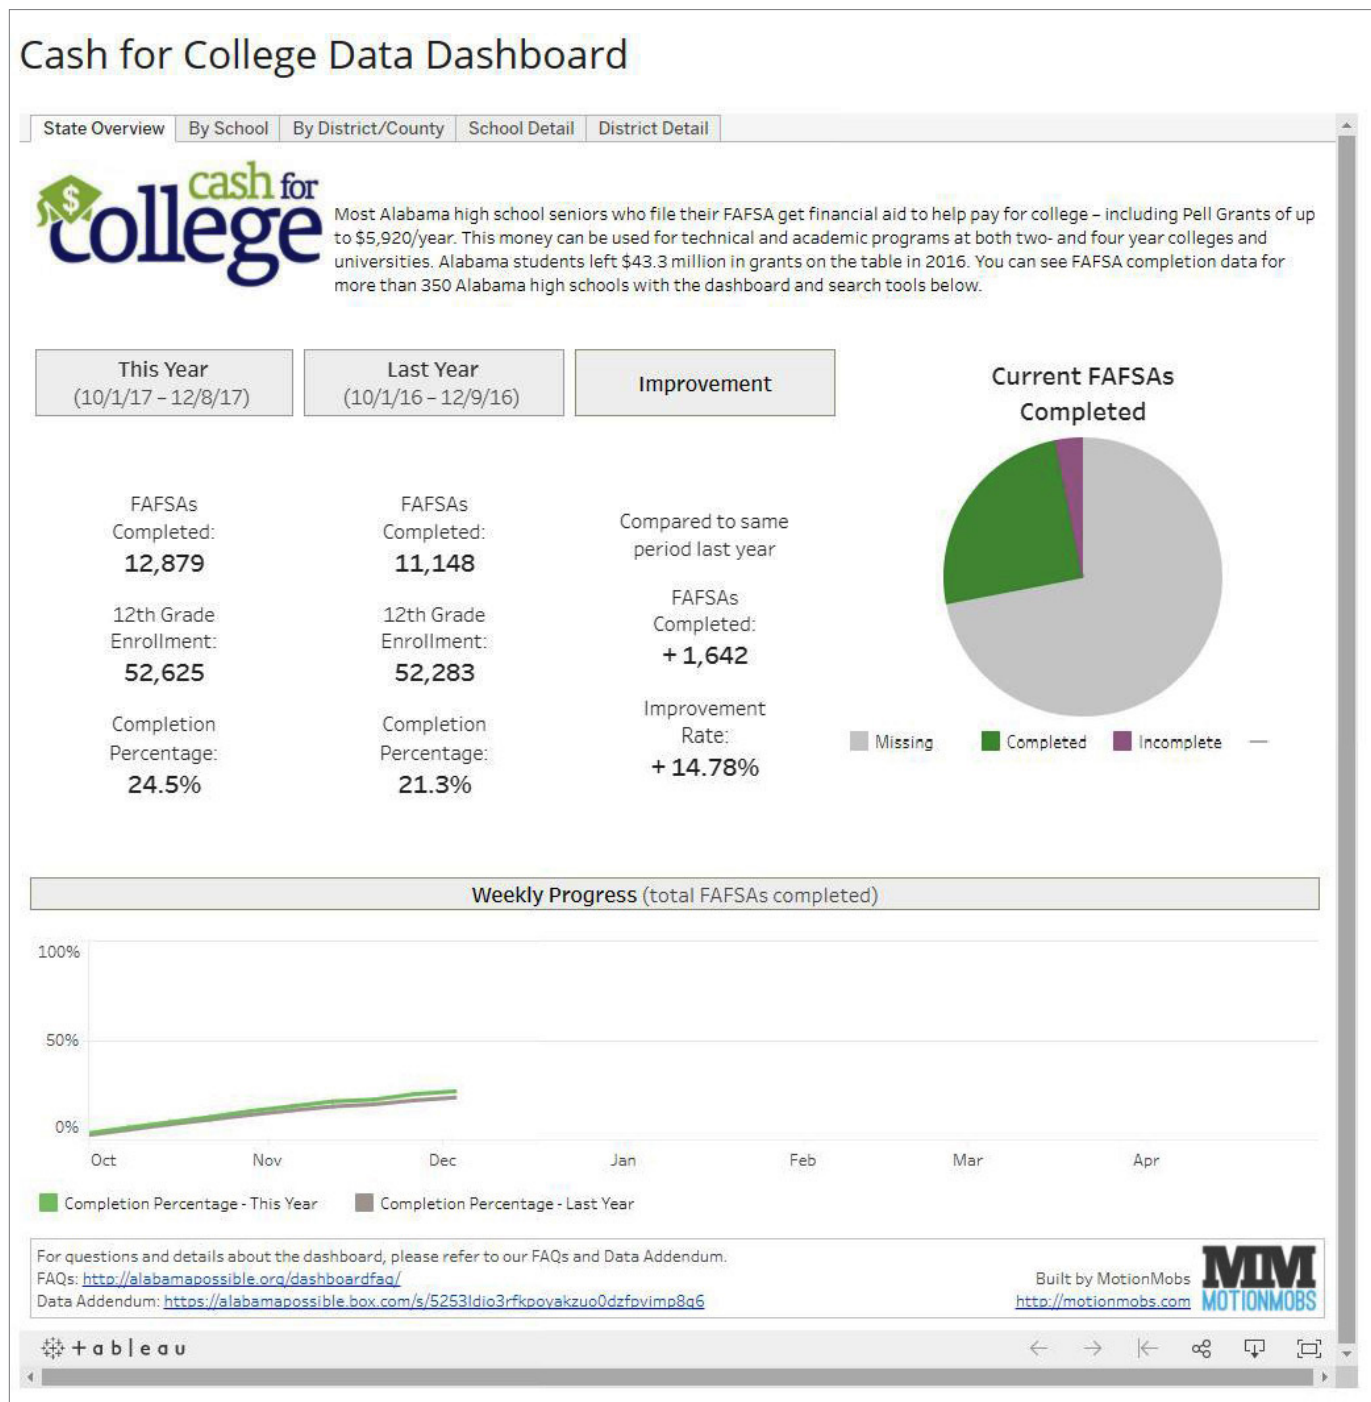 Cash for College Data Dashboard
State Overview By School By District/County School Detail District Detail
cash for
college
$
Most Alabama high school seniors who file their FAFSA get financial aid to help pay for college – including Pell Grants of up
to $5,920/year. This money can be used for technical and academic programs at both two- and four year colleges and
universities. Alabama students left $43.3 million in grants on the table in 2016. You can see FAFSA completion data for
more than 350 Alabama high schools with the dashboard and search tools below.
This Year
(10/1/17 – 12/8/17)
Last Year
(10/1/16 – 12/9/16)
Improvement
FAFSAs
Completed:
12,879
12th Grade
Enrollment:
52,625
Completion
Percentage:
24.5%
FAFSAs
Completed:
11,148
12th Grade
Enrollment:
52,283
Completion
Percentage:
21.3%
Compared to same
period last year
FAFSAs
Completed:
+ 1,642
Improvement
Rate:
+ 14.78%
Current FAFSAs
Completed
Missing Completed Incomplete —
Weekly Progress (total FAFSAs completed)
100%
50%
0%
Oct Nov Dec Jan Feb Mar Apr
Completion Percentage - This Year Completion Percentage - Last Year
For questions and details about the dashboard, please refer to our FAQs and Data Addendum.
FAQs: http://alabamapossible.org/dashboardfaq/
Data Addendum: https://alabamapossible.box.com/s/5253ldio3rfkpoyakzuo0dzfpvimp8q6
Built by MotionMobs
http://motionmobs.com
MM
MOTIONMOBS
+ableau